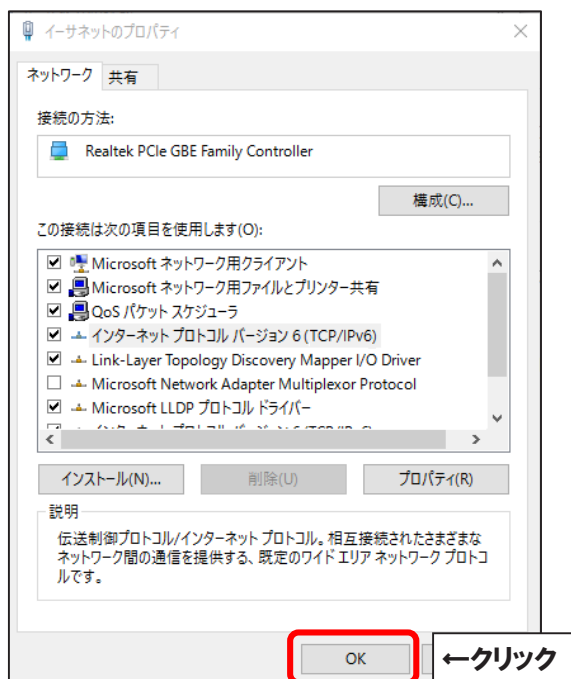 イーサネットのプロパティ
ネットワーク 共有
接続の方法:
Realtek PCIe GBE Family Controller
構成(C)...
この接続は次の項目を使用します(O):
Microsoft ネットワーク用クライアント
Microsoft ネットワーク用ファイルとプリンター共有
QoS パケット スケジューラ
インターネット プロトコル バージョン 6 (TCP/IPv6)
Link-Layer Topology Discovery Mapper I/O Driver
Microsoft Network Adapter Multiplexor Protocol
Microsoft LLDP プロトコル ドライバー
インストール(N)... 削除(U) プロパティ(R)
説明
伝送制御プロトコル/インターネット プロトコル。相互接続されたさまざまな
ネットワーク間の通信を提供する、既定のワイド エリア ネットワーク プロトコ
ルです。
OK ←クリック